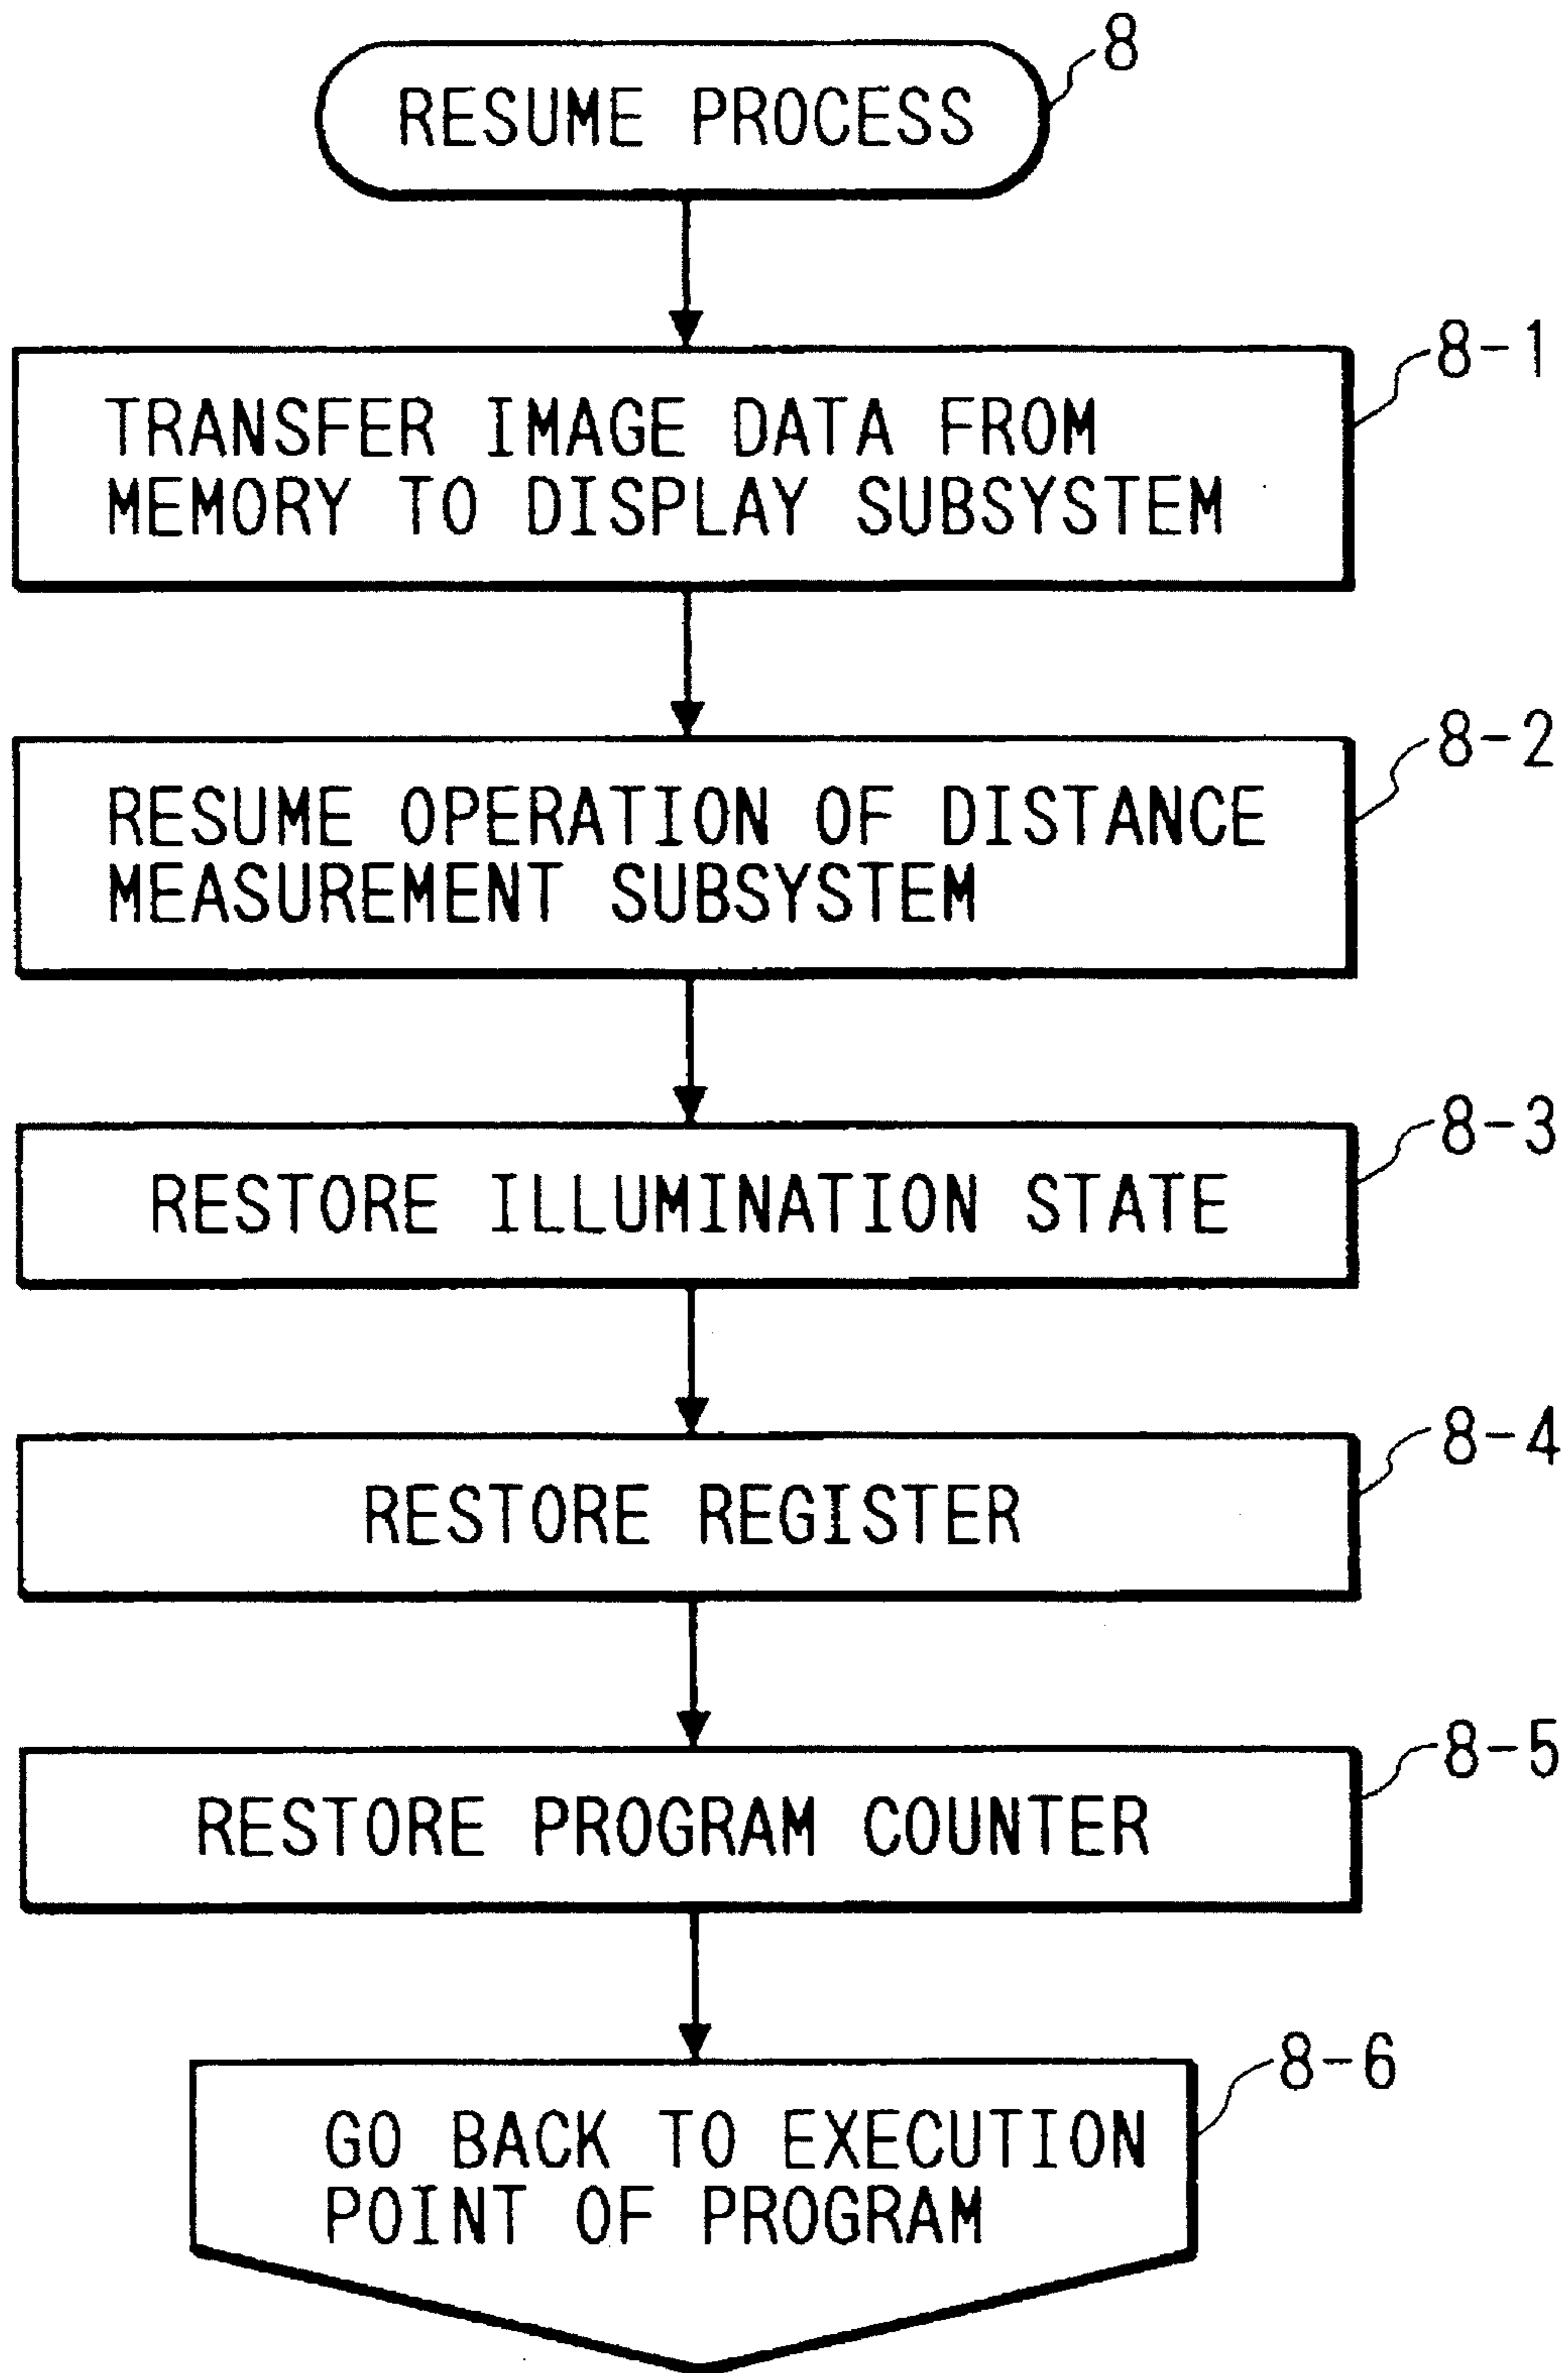 8
RESUME PROCESS
8-1
TRANSFER IMAGE DATA FROM
MEMORY TO DISPLAY SUBSYSTEM
8-2
RESUME OPERATION OF DISTANCE
MEASUREMENT SUBSYSTEM
8-3
RESTORE ILLUMINATION STATE
8-4
RESTORE REGISTER
8-5
RESTORE PROGRAM COUNTER
8-6
GO BACK TO EXECUTION
POINT OF PROGRAM